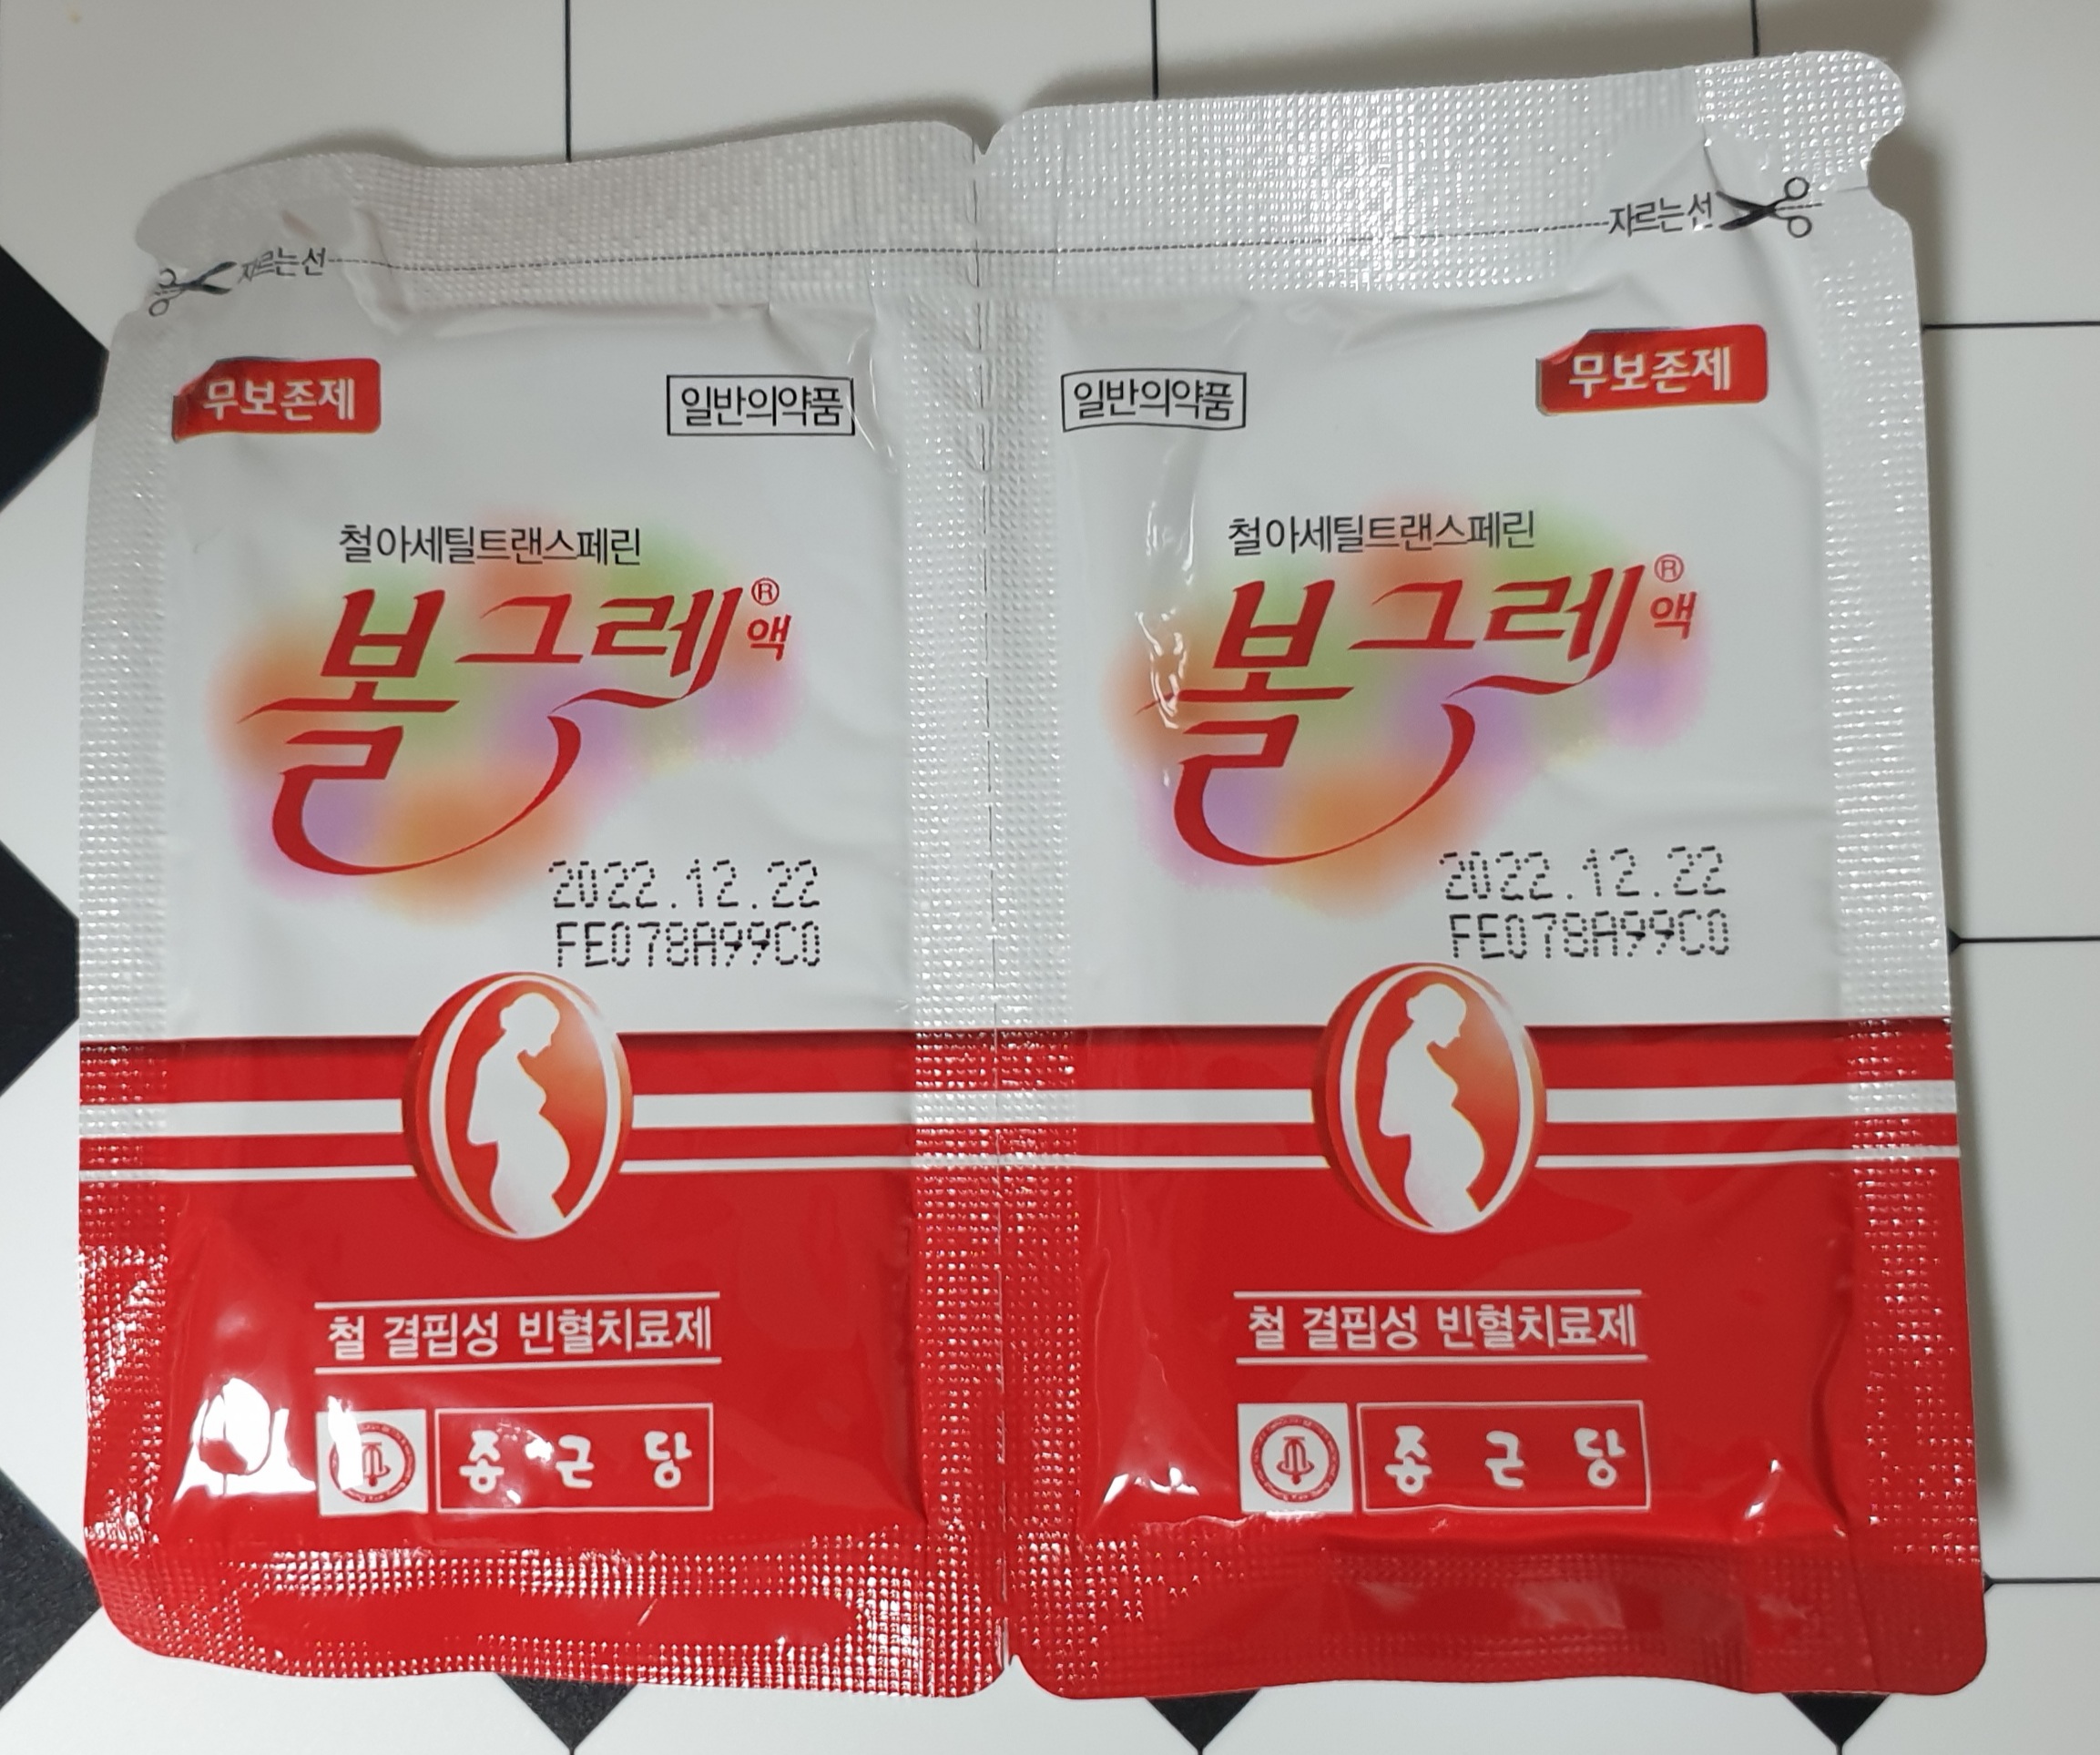 자르는선
자르는선
무보존제
일반의약품
철아세틸트랜스페린
볼그레®
액
2022.12.22
FE078A99C0
철 결핍성 빈혈치료제
종근당
일반의약품
무보존제
철아세틸트랜스페린
볼그레®
액
2022.12.22
FE078A99C0
철 결핍성 빈혈치료제
종근당